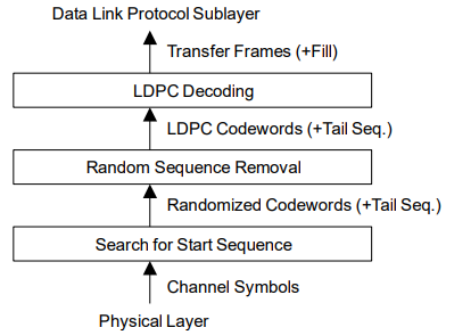 Data Link Protocol Sublayer
Transfer Frames (+Fill)
LDPC Decoding
LDPC Codewords (+Tail Seq.)
Random Sequence Removal
Randomized Codewords (+Tail Seq.)
Search for Start Sequence
Channel Symbols
Physical Layer